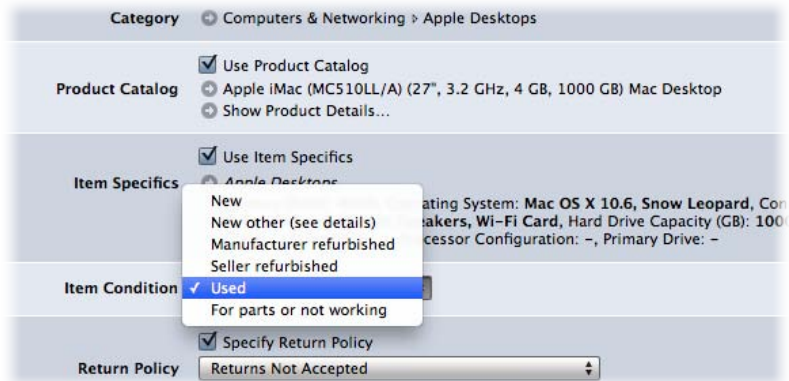 Category Computers & Networking ▹ Apple Desktops
Use Product Catalog
Product Catalog Apple iMac (MC510LL/A) (27", 3.2 GHz, 4 GB, 1000 GB) Mac Desktop
Show Product Details...
Use Item Specifics
Item Specifics Apple Desktops
New
rating System: Mac OS X 10.6, Snow Leopard, Con
New other (see details)
eakers, Wi-Fi Card, Hard Drive Capacity (GB): 100
Manufacturer refurbished
cessor Configuration: –, Primary Drive: –
Seller refurbished
Item Condition ✓ Used
For parts or not working
Specify Return Policy
Return Policy Returns Not Accepted